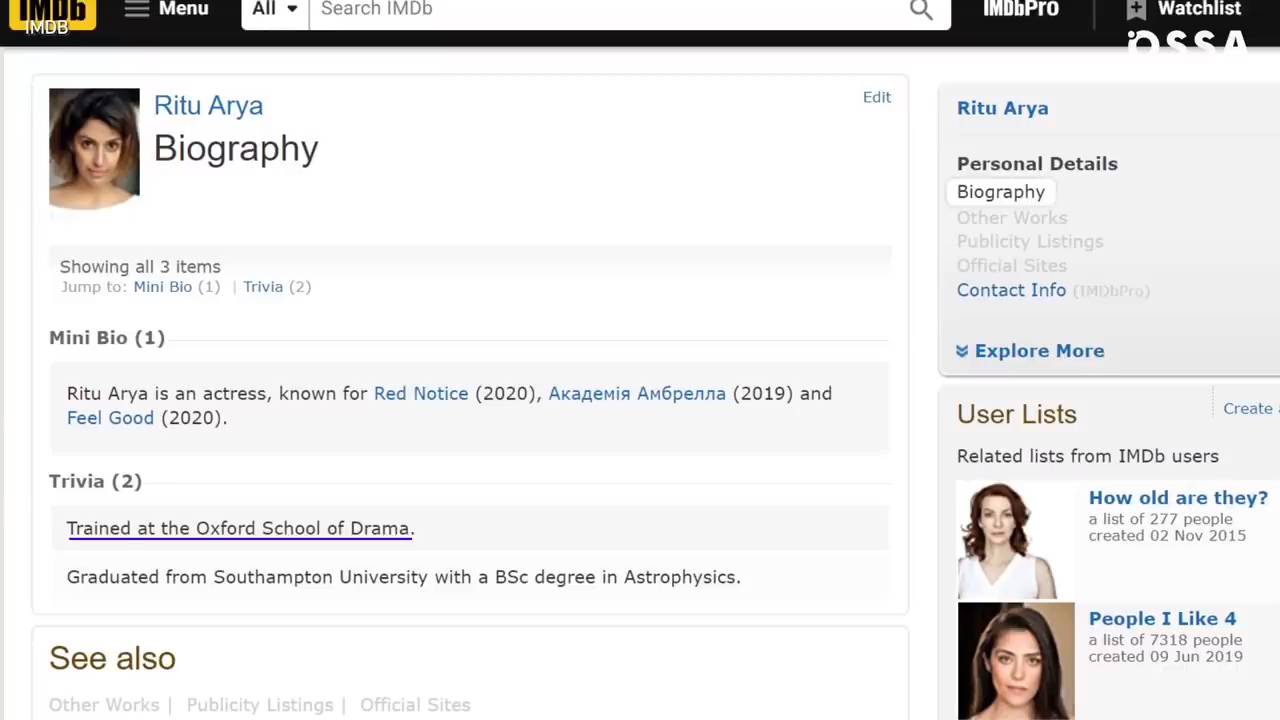 IMDb
IMDB
Menu
All
Search IMDb
IMDbPro
Watchlist
OSSA
Ritu Arya
Biography
Edit
Showing all 3 items
Jump to: Mini Bio (1) | Trivia (2)
Mini Bio (1)
Ritu Arya is an actress, known for Red Notice (2020), Академія Амбрелла (2019) and
Feel Good (2020).
Trivia (2)
Trained at the Oxford School of Drama.
Graduated from Southampton University with a BSc degree in Astrophysics.
See also
Other Works | Publicity Listings | Official Sites
Ritu Arya
Personal Details
Biography
Other Works
Publicity Listings
Official Sites
Contact Info (IMDbPro)
Explore More
User Lists
Create
Related lists from IMDb users
How old are they?
a list of 277 people
created 02 Nov 2015
People I Like 4
a list of 7318 people
created 09 Jun 2019